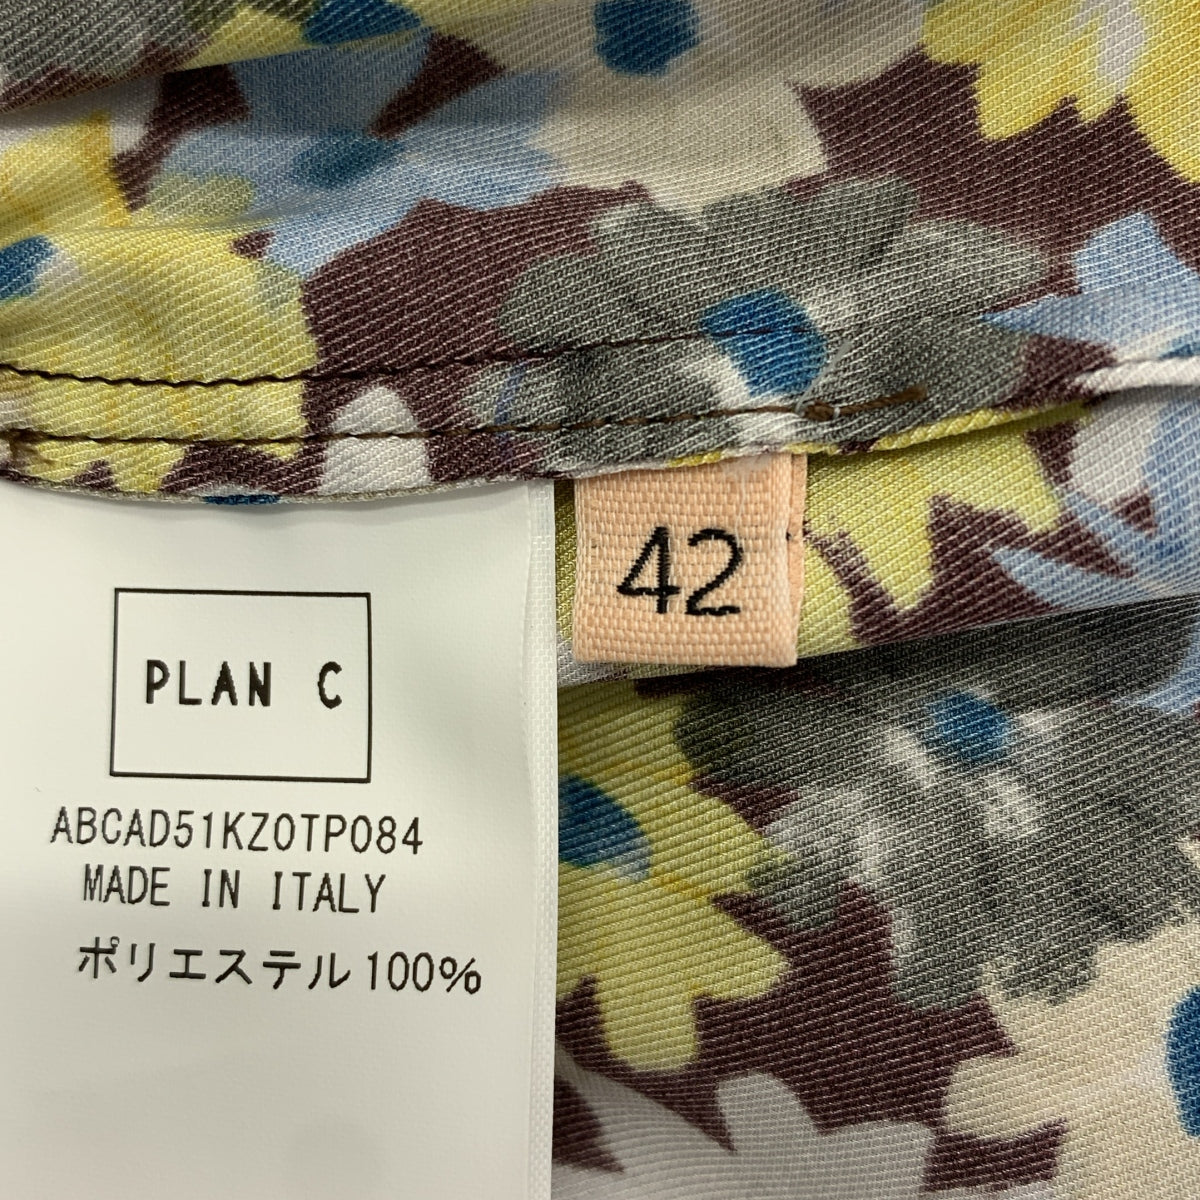 42
PLAN C
ABCAD51KZ0TP084
MADE IN ITALY
ポリエステル100%